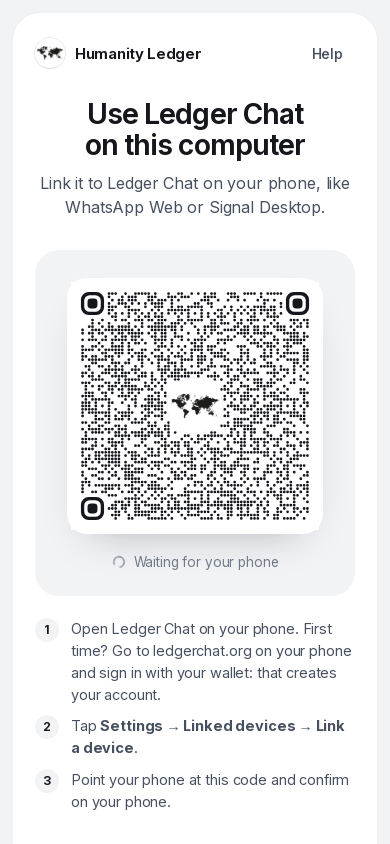 Humanity Ledger
Help
Use Ledger Chat
on this computer
Link it to Ledger Chat on your phone, like
WhatsApp Web or Signal Desktop.
Waiting for your phone
1 Open Ledger Chat on your phone. First
time? Go to ledgerchat.org on your phone
and sign in with your wallet: that creates
your account.
2 Tap Settings → Linked devices → Link
a device.
3 Point your phone at this code and confirm
on your phone.